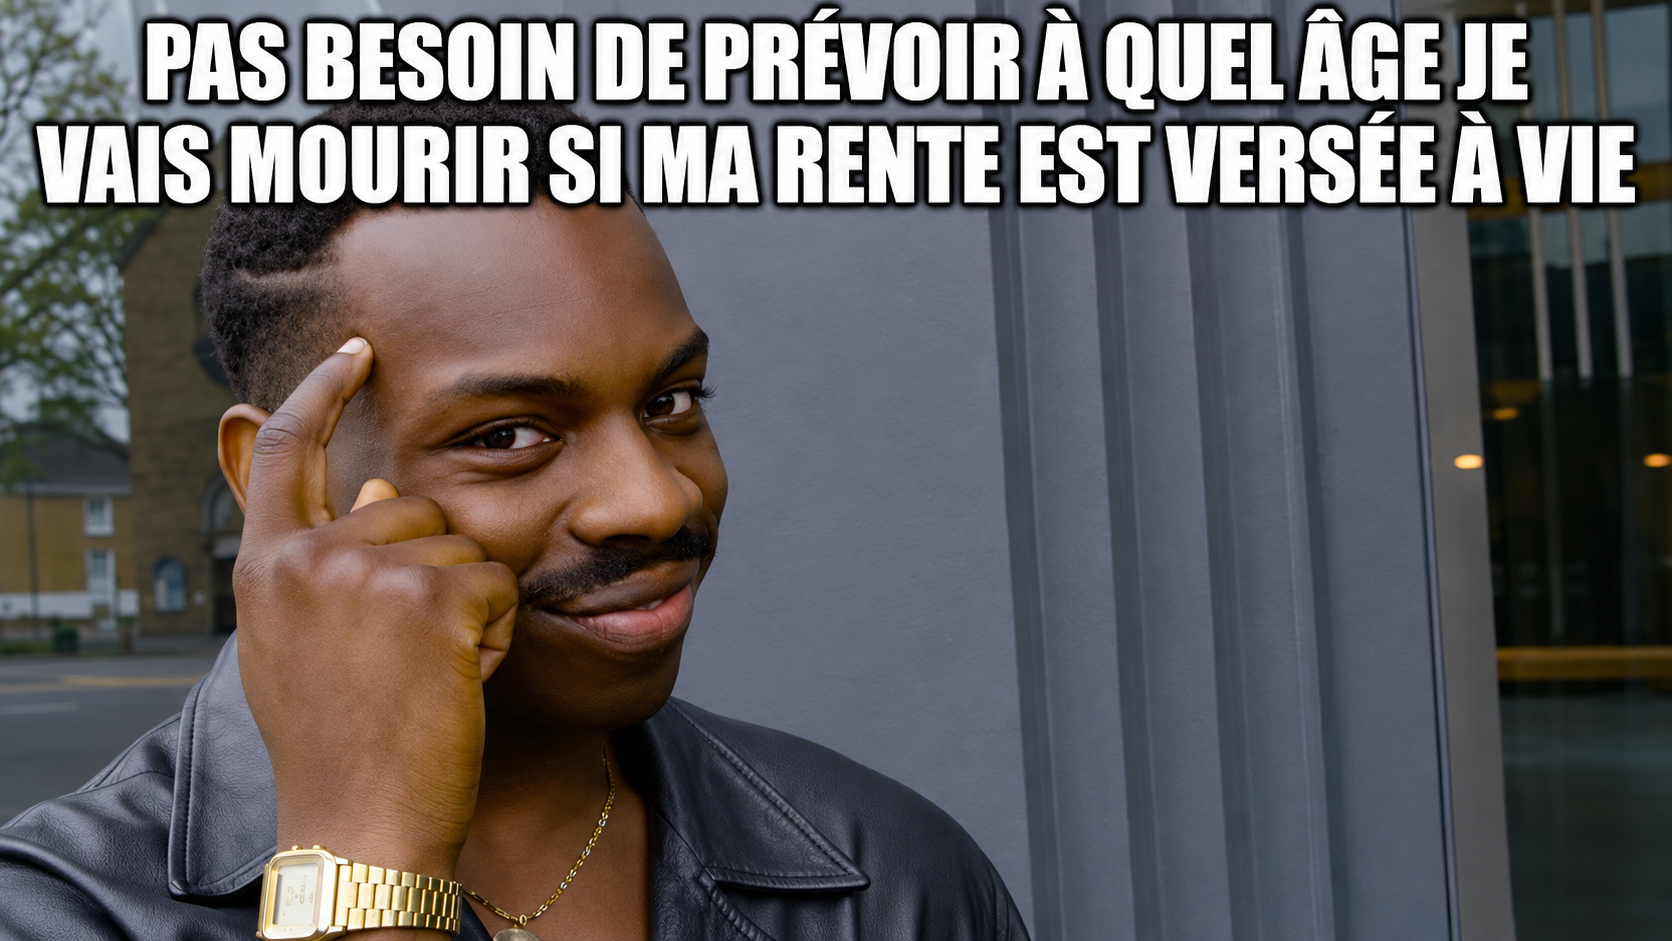 PAS BESOIN DE PRÉVOIR À QUEL ÂGE JE
VAIS MOURIR SI MA RENTE EST VERSÉE À VIE